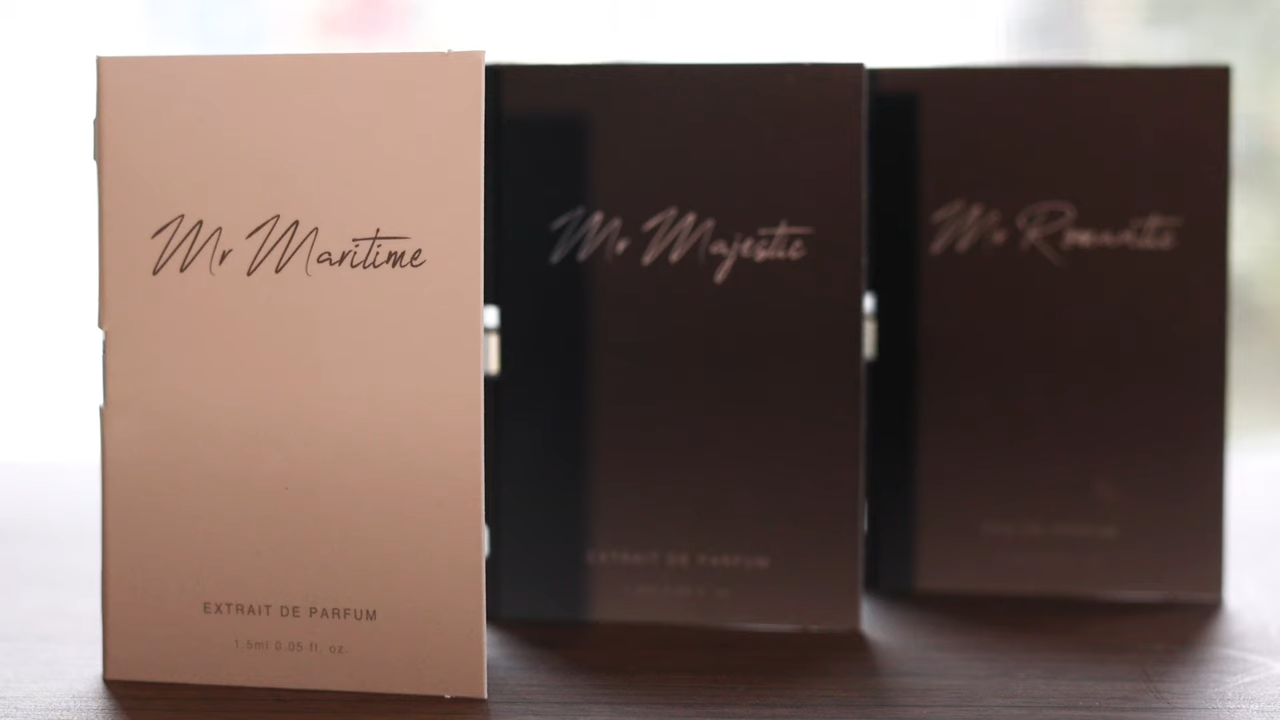 Mr Maritime
EXTRAIT DE PARFUM
1.5ml 0.05 fl. oz.
Mr Majestic
EXTRAIT DE PARFUM
Mr Romantic